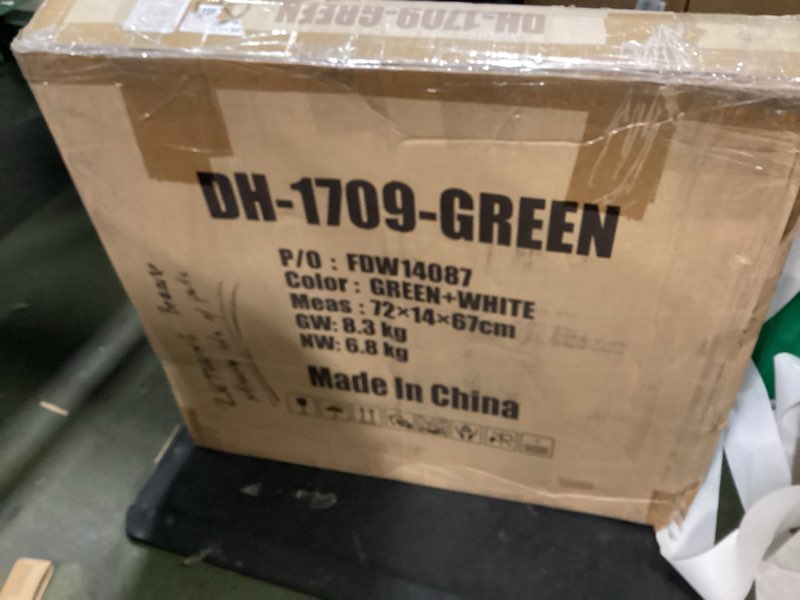 DH-1709-GREEN
DH-1709-GREEN
P/O : FDW14087
Color : GREEN+WHITE
Meas : 72×14×67cm
GW: 8.3 kg
NW: 6.8 kg
Made In China